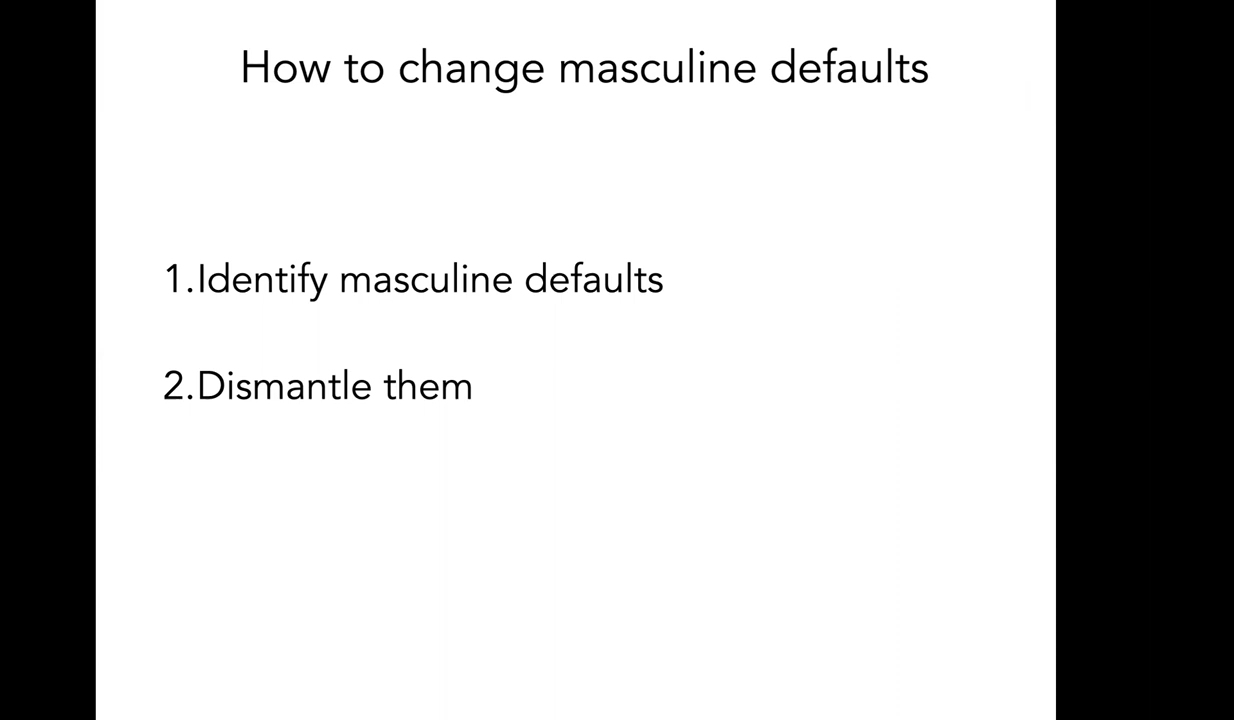 How to change masculine defaults
1.Identify masculine defaults
2.Dismantle them